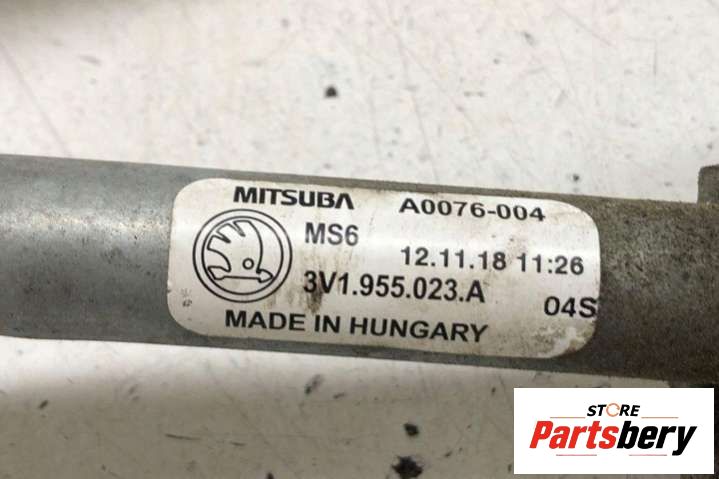 MITSUBA A0076-004
MS6
12.11.18 11:26
3V1.955.023.A 04S
MADE IN HUNGARY
STORE
Partsbery